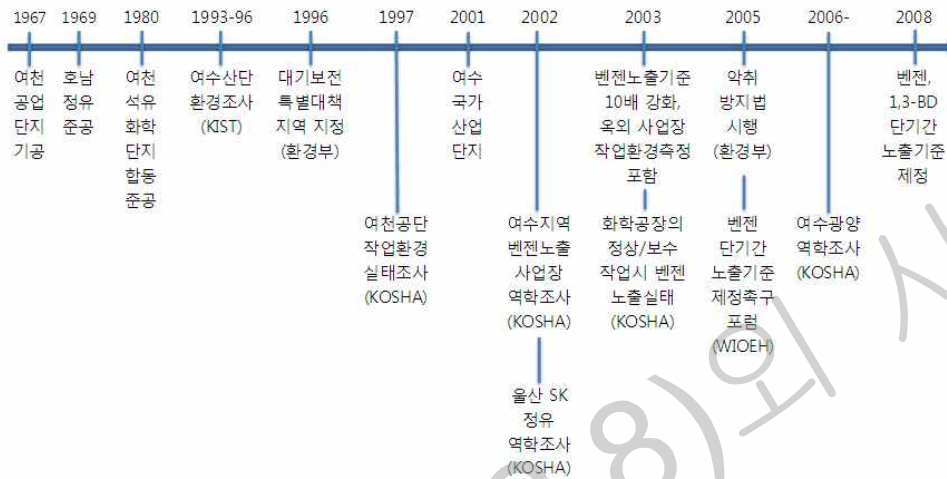 1967
1969
1980
1993-96
1996
1997
2001
2002
2003
2005
2006-
2008
여천
공업
단지
기공
호남
정유
준공
여천
석유
화학
단지
합동
준공
여수산단
환경조사
(KIST)
대기보전
특별대책
지역 지정
(환경부)
여천공단
작업환경
실태조사
(KOSHA)
여수
국가
산업
단지
여수지역
벤젠노출
사업장
역학조사
(KOSHA)
울산 SK
정유
역학조사
(KOSHA)
벤젠노출기준
10배 강화,
옥외 사업장
작업환경측정
포함
화학공장의
정상/보수
작업시 벤젠
노출실태
(KOSHA)
악취
방지법
시행
(환경부)
벤젠
단기간
노출기준
제정촉구
포럼
(WIOEH)
여수광양
역학조사
(KOSHA)
벤젠,
1,3-BD
단기간
노출기준
제정
8)외 사